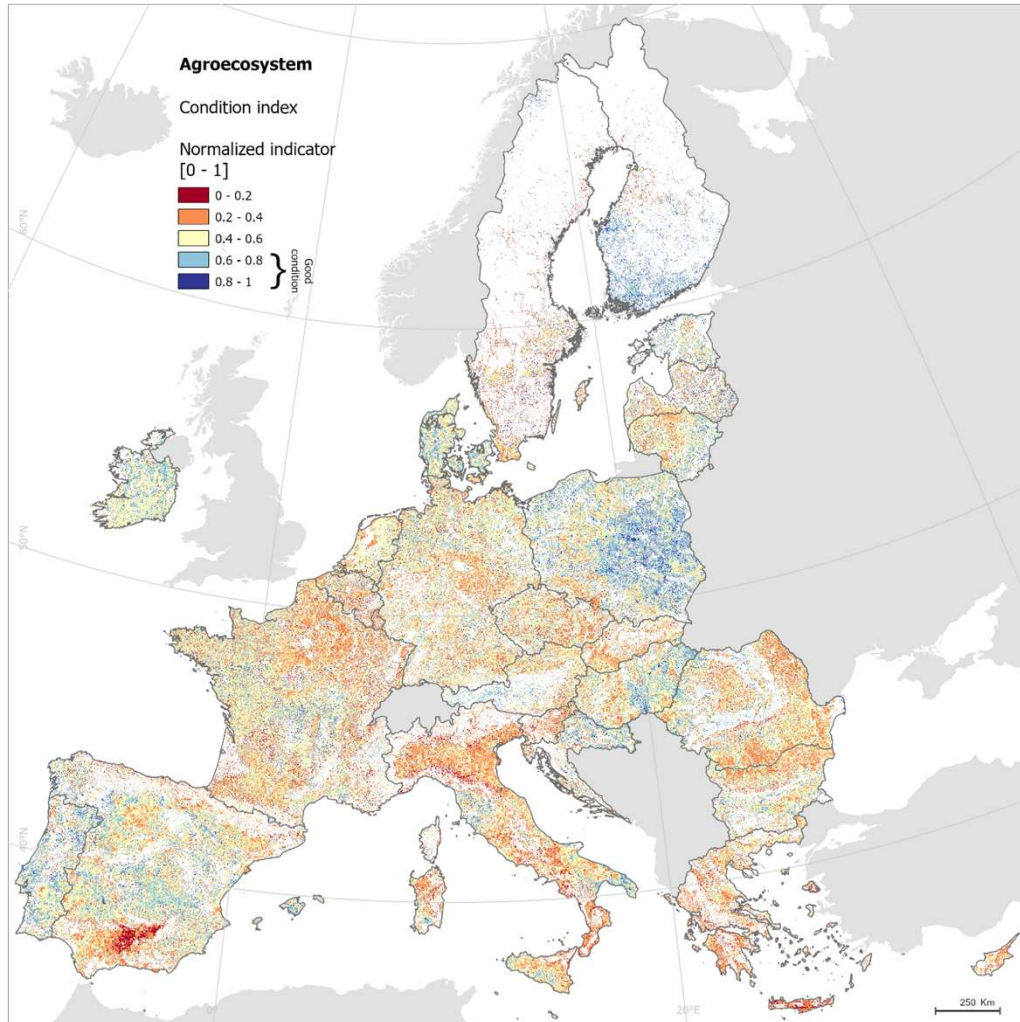 Agroecosystem
Condition index
Normalized indicator
[0 - 1]
0 - 0.2
0.2 - 0.4
0.4 - 0.6
0.6 - 0.8
0.8 - 1
Good
condition
60°N
50°N
40°N
0°
20°E
250 Km